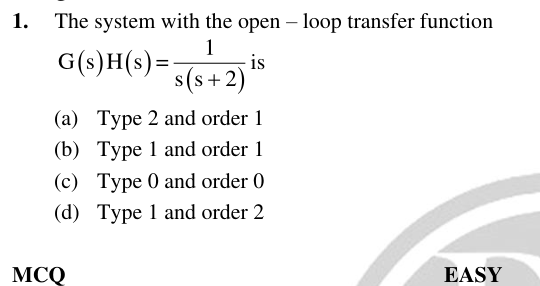 1. The system with the open – loop transfer function
G(s)H(s)=1/s(s+2) is
(a) Type 2 and order 1
(b) Type 1 and order 1
(c) Type 0 and order 0
(d) Type 1 and order 2
MCQ EASY